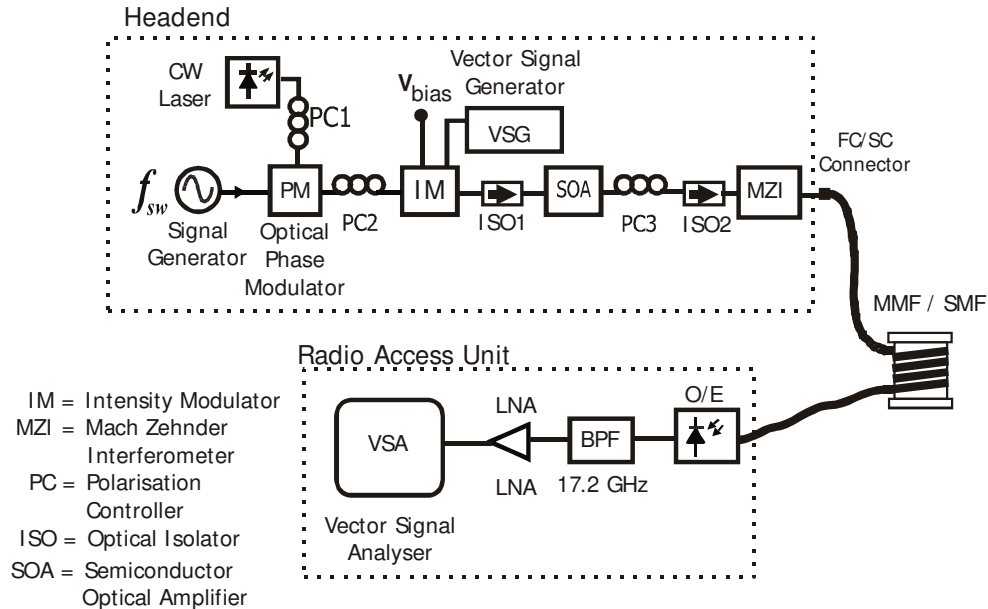 Headend
CW
Laser
PC1
Vbias
Vector Signal
Generator
VSG
FC/SC
Connector
fsw
PM
PC2
IM
ISO1
SOA
PC3
ISO2
MZI
Signal
Generator
Optical
Phase
Modulator
MMF / SMF
Radio Access Unit
VSA
LNA
LNA
BPF
17.2 GHz
O/E
Vector Signal
Analyser
IM = Intensity Modulator
MZI = Mach Zehnder
Interferometer
PC = Polarisation
Controller
ISO = Optical Isolator
SOA = Semiconductor
Optical Amplifier